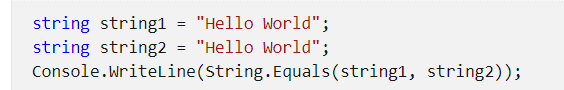 string string1 = "Hello World";
string string2 = "Hello World";
Console.WriteLine(String.Equals(string1, string2));